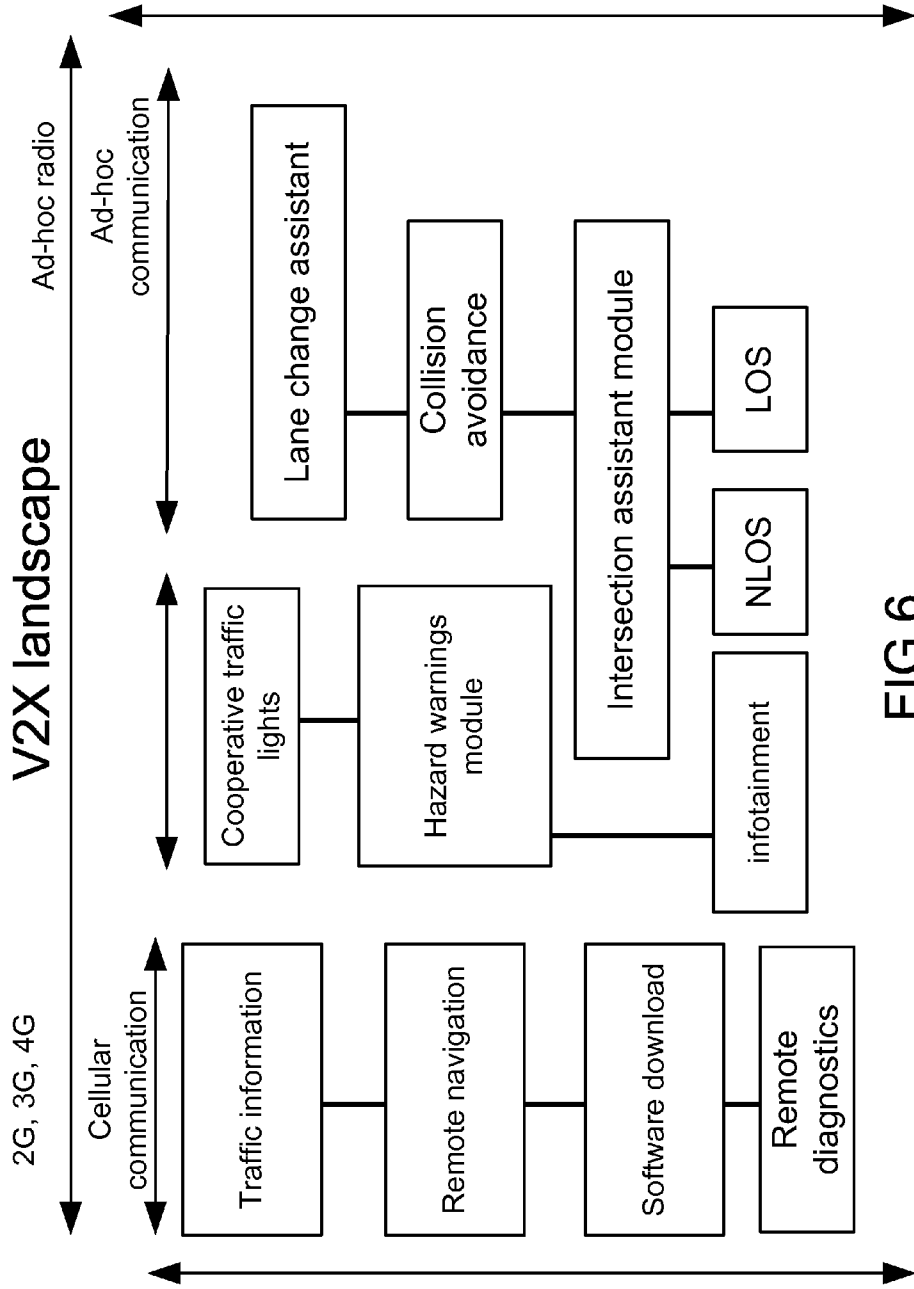 V2X landscape
2G, 3G, 4G
Ad-hoc radio
Cellular
communication
Ad-hoc
communication
Traffic information
Remote navigation
Software download
Remote
diagnostics
Cooperative traffic
lights
Hazard warnings
module
infotainment
Lane change assistant
Collision
avoidance
Intersection assistant module
NLOS
LOS
FIG 6